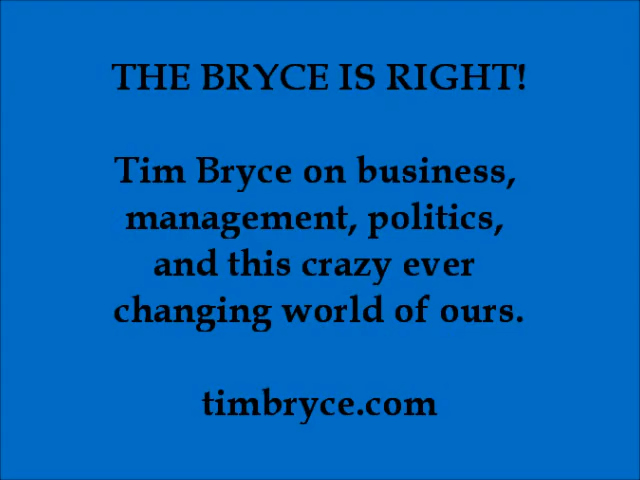 THE BRYCE IS RIGHT!
Tim Bryce on business,
management, politics,
and this crazy ever
changing world of ours.
timbryce.com